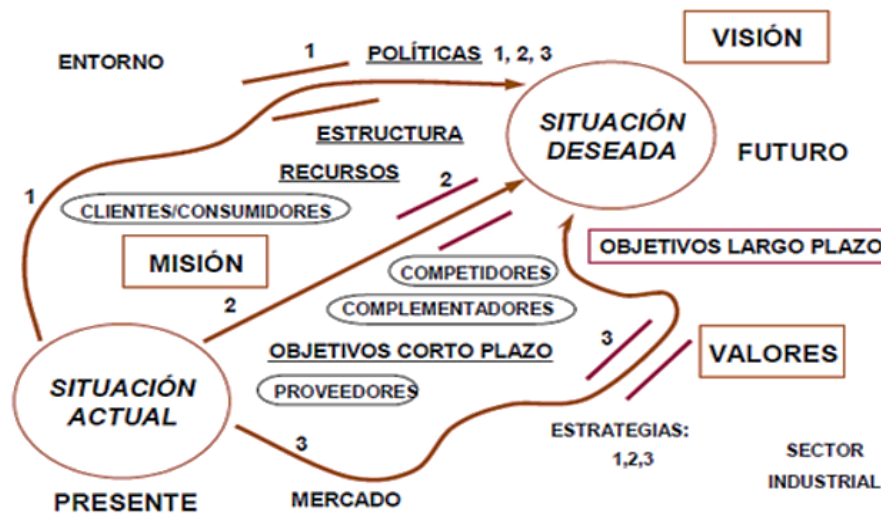 ENTORNO
1
POLÍTICAS 1, 2, 3
VISIÓN
SITUACIÓN
DESEADA
FUTURO
ESTRUCTURA
RECURSOS
2
1
CLIENTES/CONSUMIDORES
MISIÓN
OBJETIVOS LARGO PLAZO
COMPETIDORES
2
COMPLEMENTADORES
OBJETIVOS CORTO PLAZO
3
VALORES
SITUACIÓN
ACTUAL
PROVEEDORES
3
ESTRATEGIAS:
1,2,3
SECTOR
INDUSTRIAL
PRESENTE
MERCADO